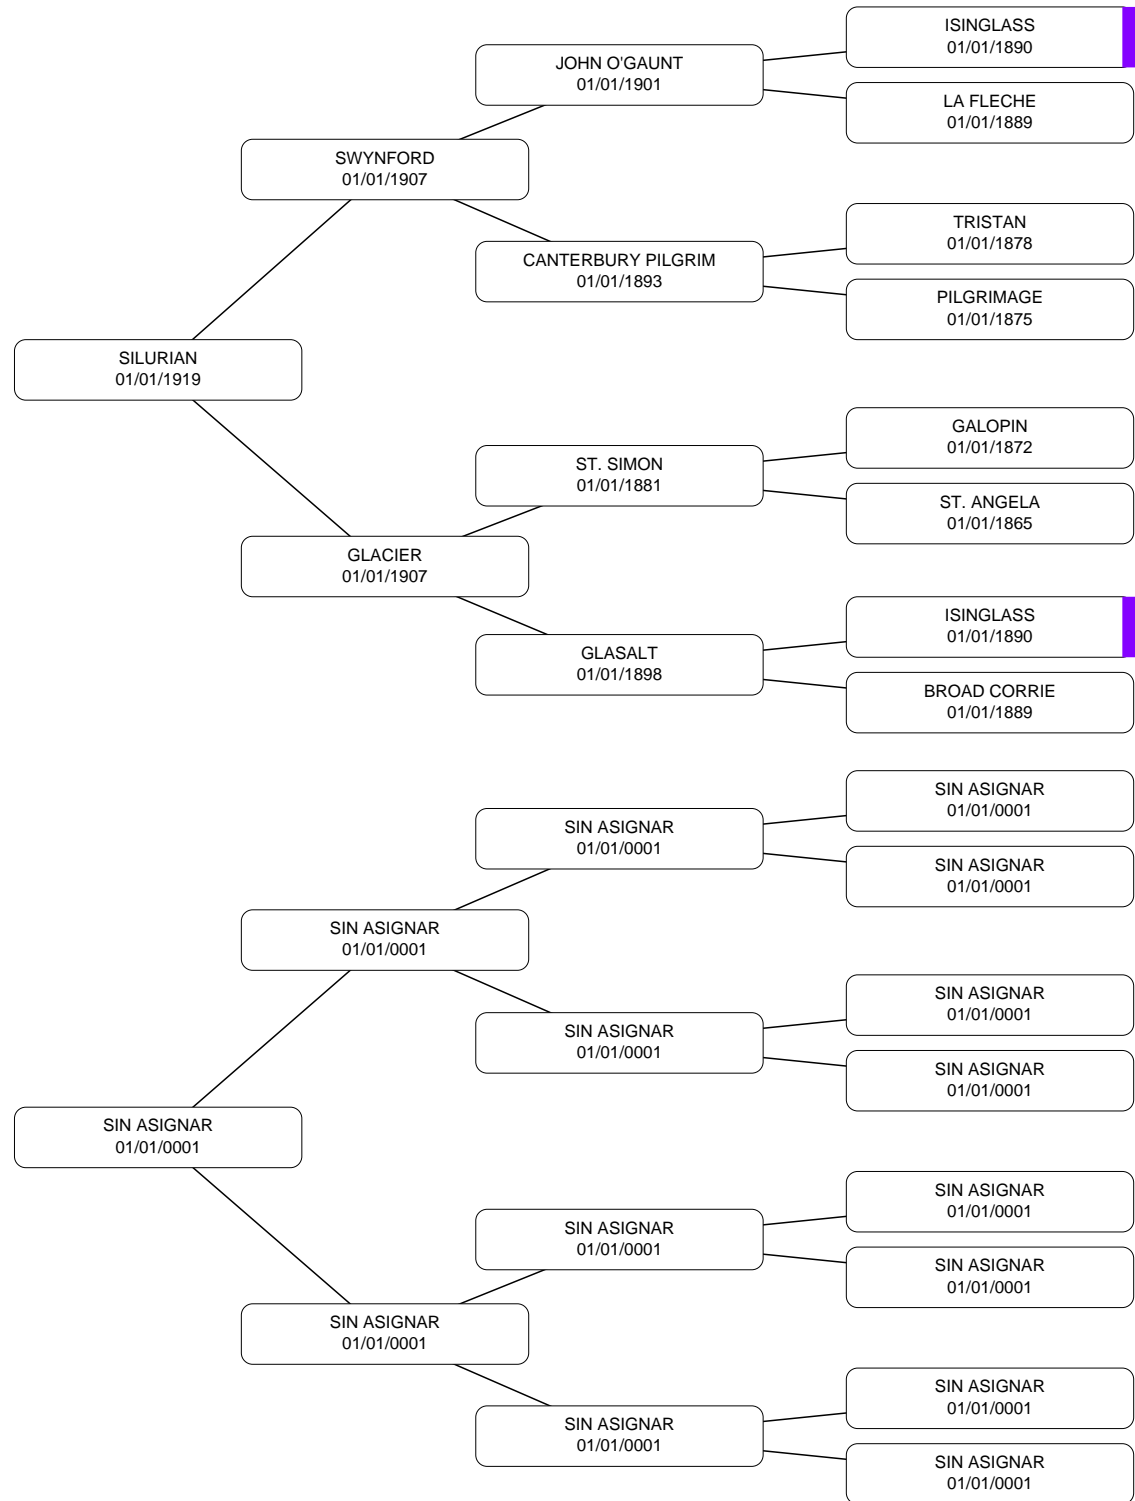 ISINGLASS
01/01/1890
JOHN O'GAUNT
01/01/1901
LA FLECHE
01/01/1889
SWYNFORD
01/01/1907
TRISTAN
01/01/1878
CANTERBURY PILGRIM
01/01/1893
PILGRIMAGE
01/01/1875
SILURIAN
01/01/1919
GALOPIN
01/01/1872
ST. SIMON
01/01/1881
ST. ANGELA
01/01/1865
GLACIER
01/01/1907
ISINGLASS
01/01/1890
GLASALT
01/01/1898
BROAD CORRIE
01/01/1889
SIN ASIGNAR
01/01/0001
SIN ASIGNAR
01/01/0001
SIN ASIGNAR
01/01/0001
SIN ASIGNAR
01/01/0001
SIN ASIGNAR
01/01/0001
SIN ASIGNAR
01/01/0001
SIN ASIGNAR
01/01/0001
SIN ASIGNAR
01/01/0001
SIN ASIGNAR
01/01/0001
SIN ASIGNAR
01/01/0001
SIN ASIGNAR
01/01/0001
SIN ASIGNAR
01/01/0001
SIN ASIGNAR
01/01/0001
SIN ASIGNAR
01/01/0001
SIN ASIGNAR
01/01/0001